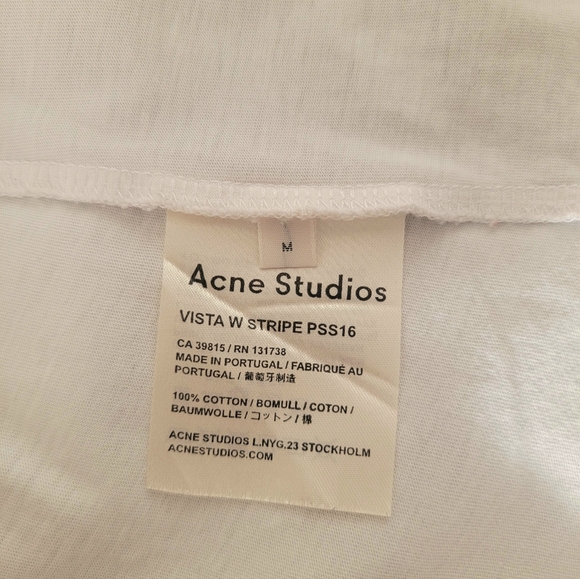 M
Acne Studios
VISTA W STRIPE PSS16
CA 39815 / RN 131738
MADE IN PORTUGAL / FABRIQUÉ AU
PORTUGAL / 葡萄牙制造
100% COTTON / BOMULL / COTON /
BAUMWOLLE / コットン / 棉
ACNE STUDIOS L.NYG.23 STOCKHOLM
ACNESTUDIOS.COM